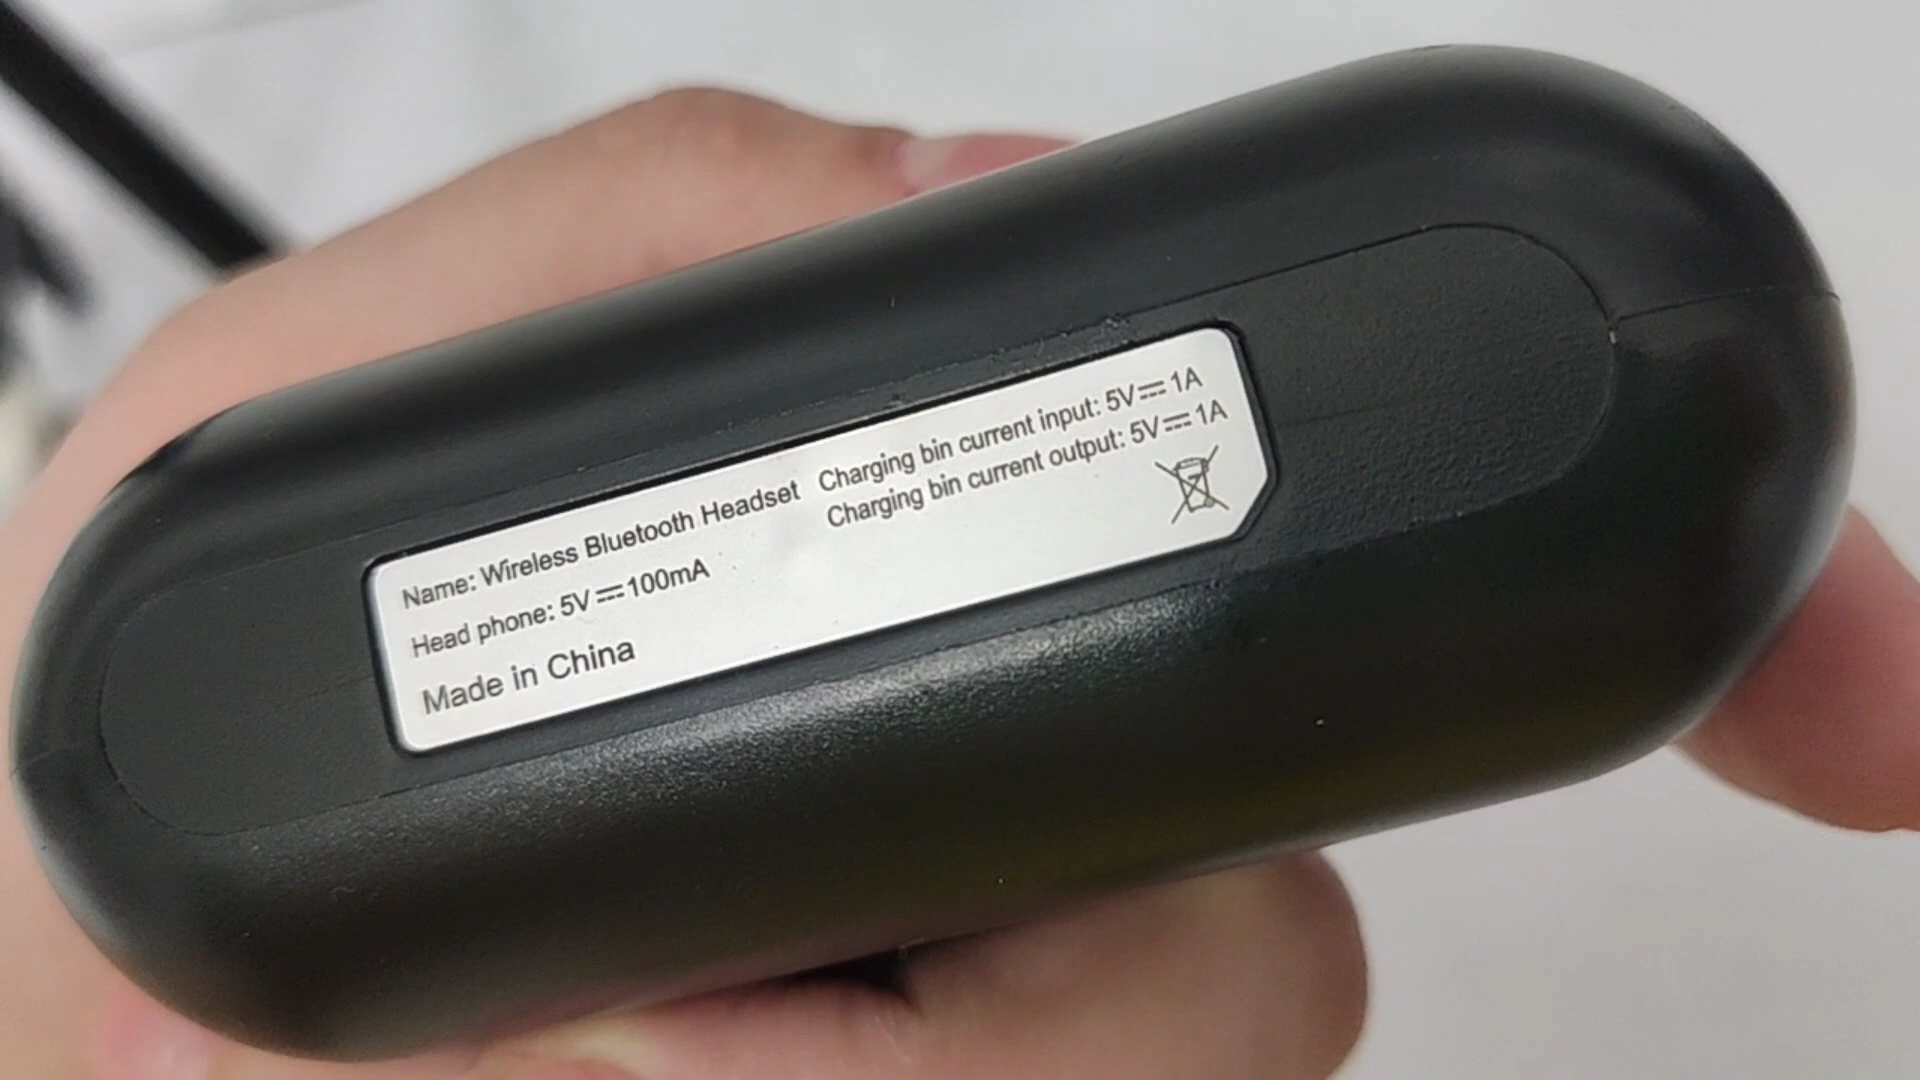 Name: Wireless Bluetooth Headset
Head phone: 5V⎓100mA
Made in China
Charging bin current input: 5V⎓1A
Charging bin current output: 5V⎓1A